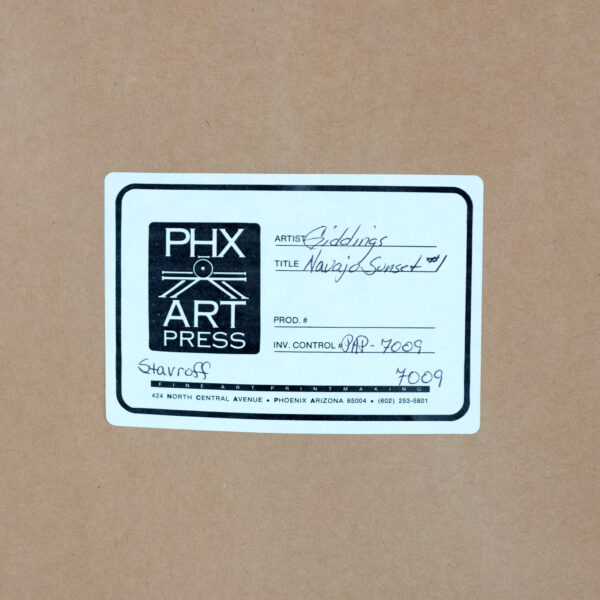 PHX
ART
PRESS
ARTIST Giddings
TITLE Navajo Sunset #1
PROD. #
INV. CONTROL # PAP-7009
Stavroff
7009
FINE ART PRINTMAKING
424 NORTH CENTRAL AVENUE • PHOENIX ARIZONA 85004 • (602) 253-5801